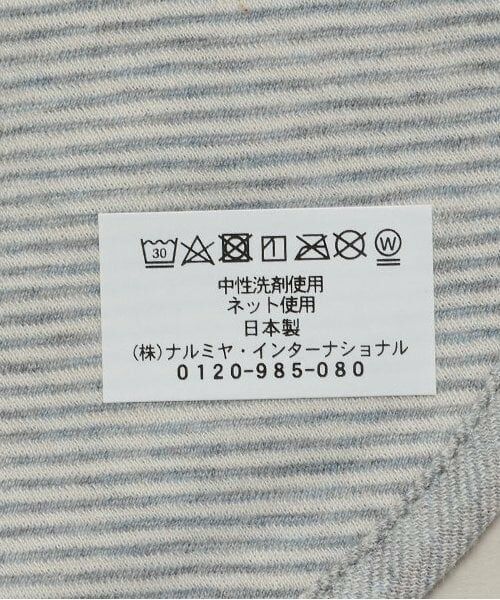 30 W
中性洗剤使用
ネット使用
日本製
(株)ナルミヤ・インターナショナル
0120-985-080